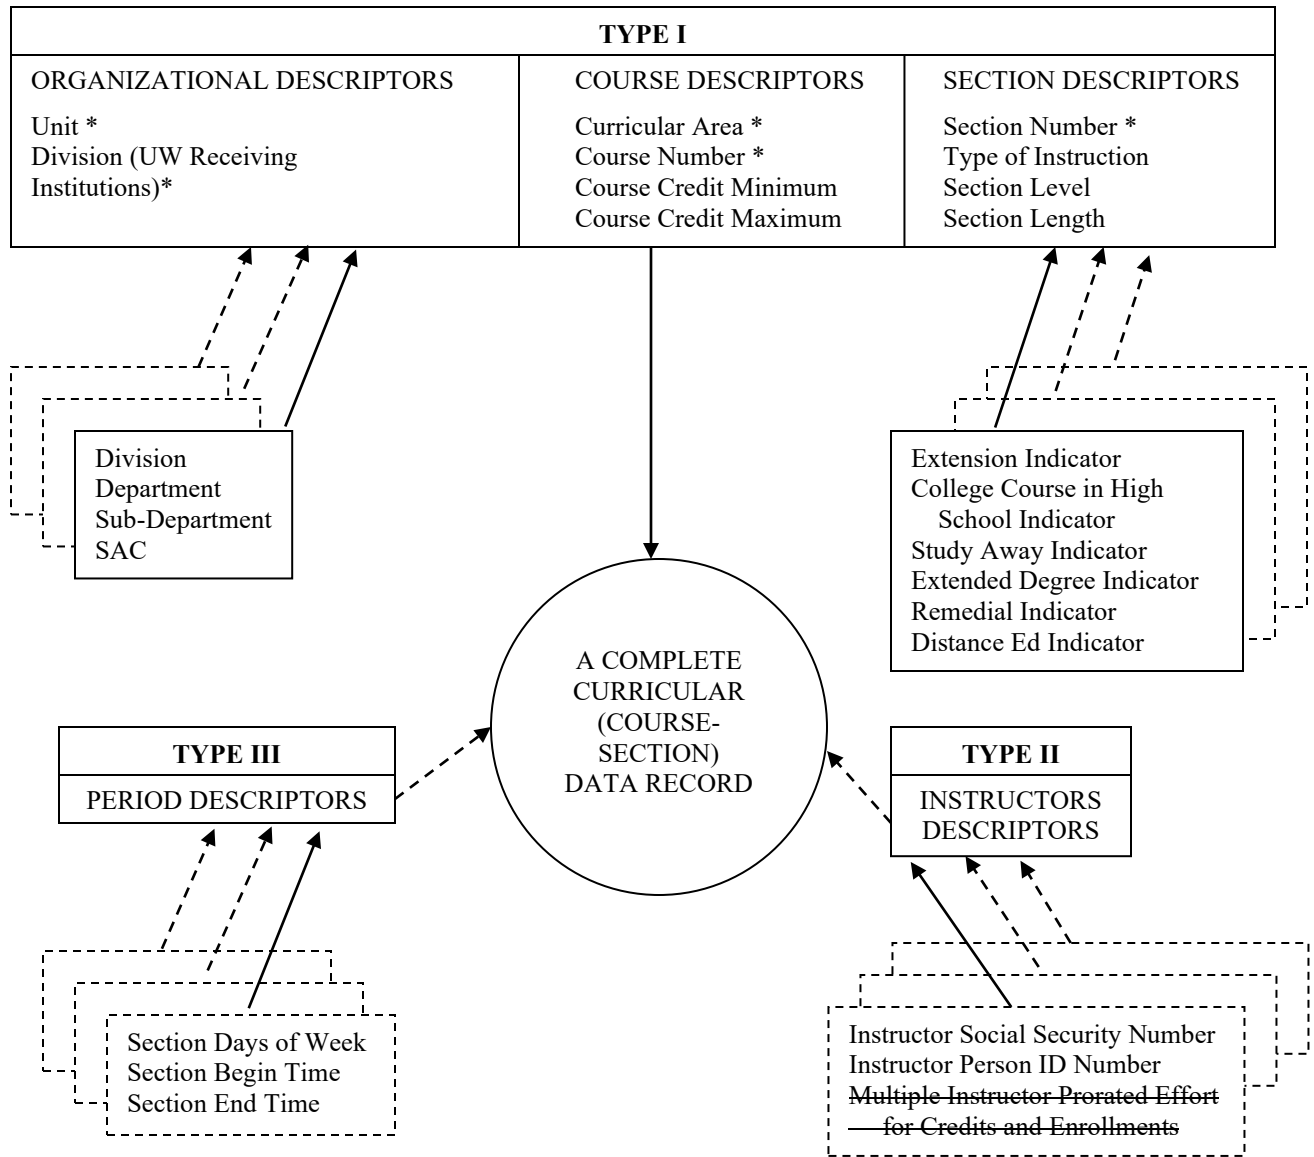 TYPE I
ORGANIZATIONAL DESCRIPTORS
Unit *
Division (UW Receiving
Institutions)*
COURSE DESCRIPTORS
Curricular Area *
Course Number *
Course Credit Minimum
Course Credit Maximum
SECTION DESCRIPTORS
Section Number *
Type of Instruction
Section Level
Section Length
Division
Department
Sub-Department
SAC
Extension Indicator
College Course in High
School Indicator
Study Away Indicator
Extended Degree Indicator
Remedial Indicator
Distance Ed Indicator
A COMPLETE
CURRICULAR
(COURSE-
SECTION)
DATA RECORD
TYPE III
PERIOD DESCRIPTORS
TYPE II
INSTRUCTORS
DESCRIPTORS
Section Days of Week
Section Begin Time
Section End Time
Instructor Social Security Number
Instructor Person ID Number
Multiple Instructor Prorated Effort
for Credits and Enrollments